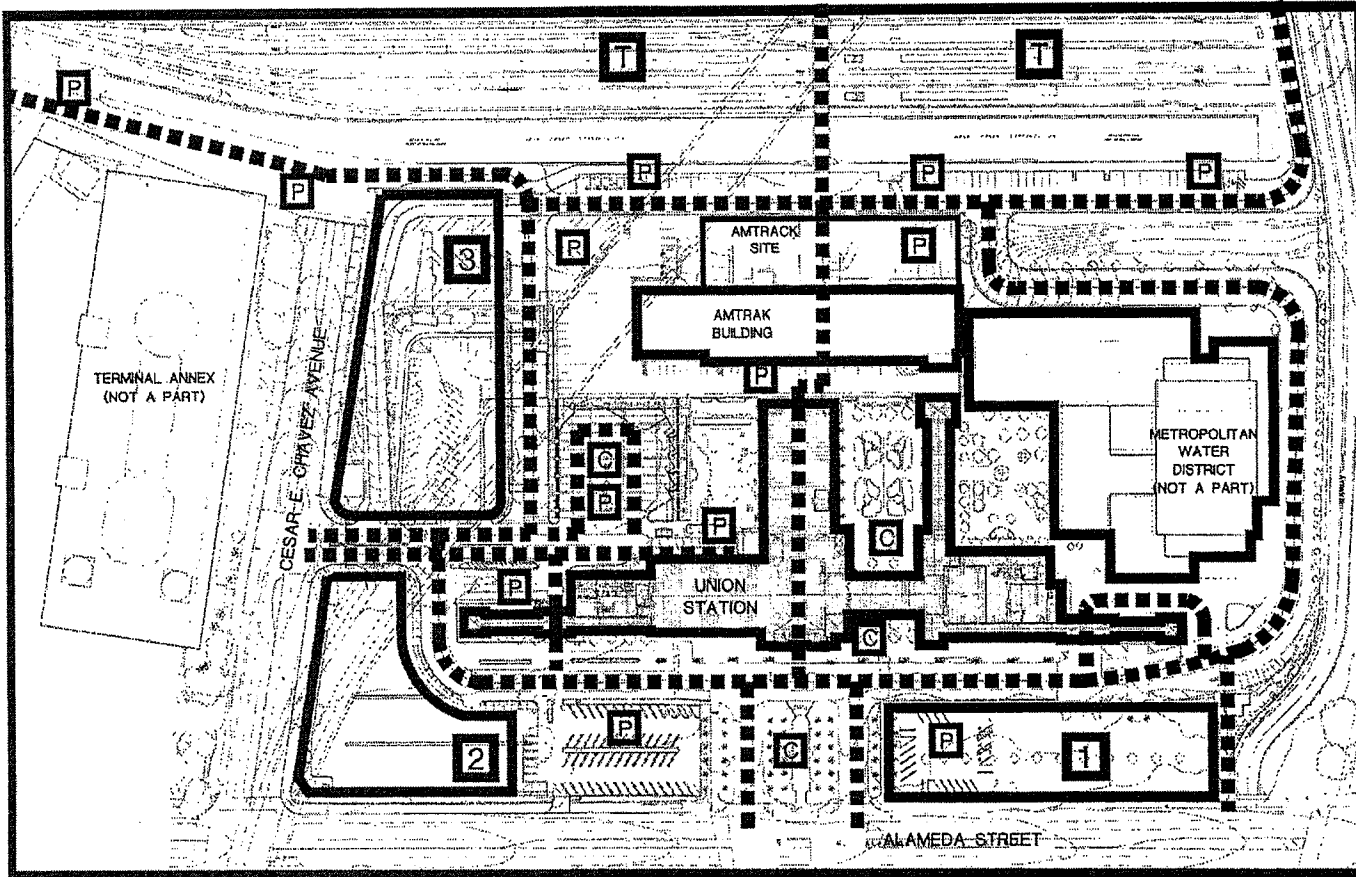 T
T
P
P
P
P
P
3
P
AMTRACK
SITE
P
AMTRAK
BUILDING
P
TERMINAL ANNEX
(NOT A PART)
CESAR E. CHAVEZ AVENUE
METROPOLITAN
WATER
DISTRICT
(NOT A PART)
C
P
P
C
P
UNION
STATION
C
2
P
C
P
1
ALAMEDA STREET